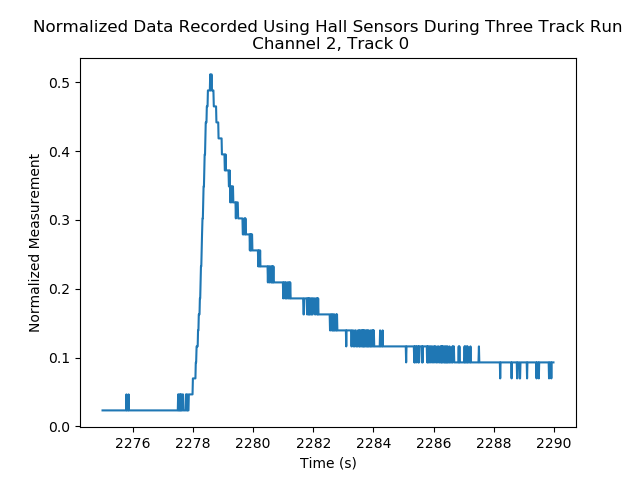 Normalized Data Recorded Using Hall Sensors During Three Track Run
Channel 2, Track 0
0.5
0.4
0.3
0.2
0.1
0.0
Normalized Measurement
2276 2278 2280 2282 2284 2286 2288 2290
Time (s)